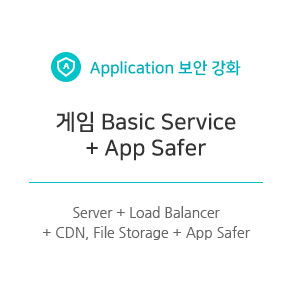 Application 보안 강화
게임 Basic Service
+ App Safer
Server + Load Balancer
+ CDN, File Storage + App Safer